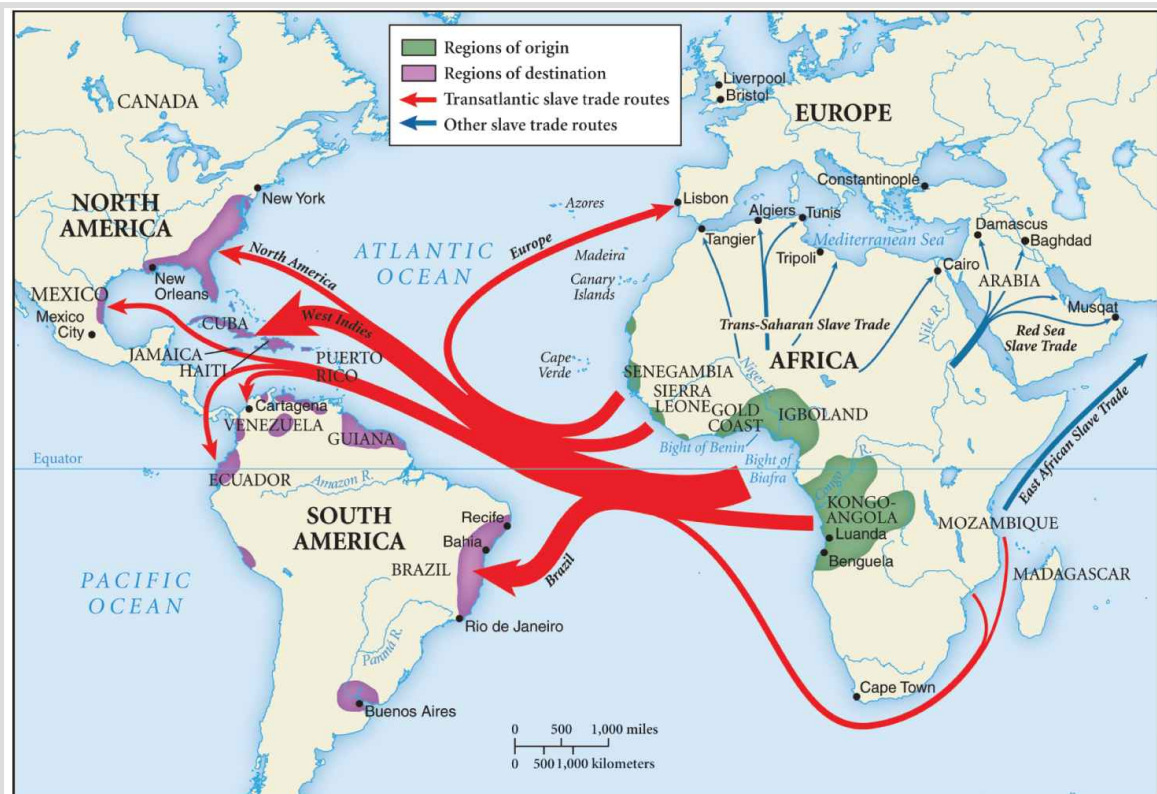 Regions of origin
Regions of destination
Transatlantic slave trade routes
Other slave trade routes
CANADA
NORTH
AMERICA
New York
New
Orleans
MEXICO
Mexico
City
CUBA
JAMAICA
HAITI
PUERTO
RICO
Cartagena
VENEZUELA
GUIANA
Equator
ECUADOR
Amazon R.
SOUTH
AMERICA
Recife
Bahia
BRAZIL
Rio de Janeiro
Paraná R.
Buenos Aires
PACIFIC
OCEAN
ATLANTIC
OCEAN
North America
West Indies
Europe
Brazil
Azores
Madeira
Canary
Islands
Cape
Verde
Liverpool
Bristol
EUROPE
Lisbon
Constantinople
Algiers
Tunis
Tangier
Tripoli
Mediterranean Sea
Damascus
Baghdad
Cairo
ARABIA
Musqat
Nile R.
Trans-Saharan Slave Trade
Red Sea
Slave Trade
AFRICA
SENEGAMBIA
SIERRA
LEONE
GOLD
COAST
IGBOLAND
Bight of Benin
Bight of
Biafra
KONGO-
ANGOLA
Luanda
Benguela
MOZAMBIQUE
MADAGASCAR
East African Slave Trade
Cape Town
0 500 1,000 miles
0 500 1,000 kilometers